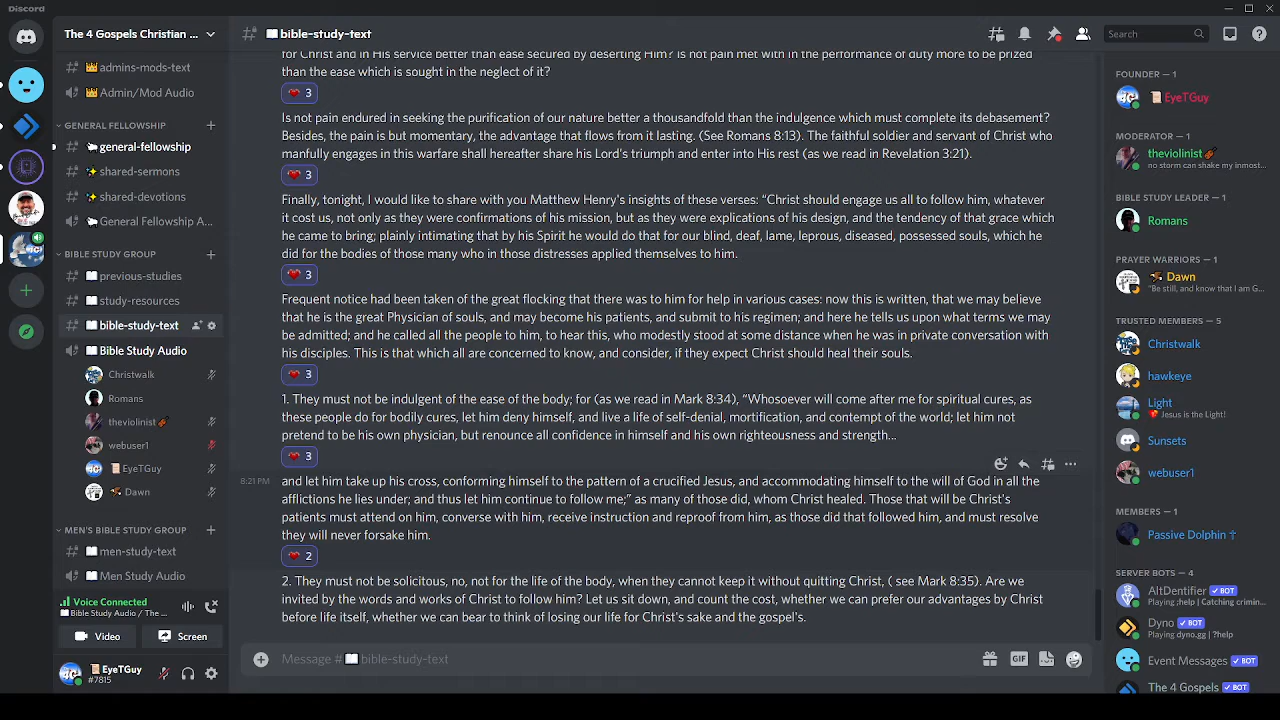 Discord
The 4 Gospels Christian ...
admins-mods-text
Admin/Mod Audio
GENERAL FELLOWSHIP
general-fellowship
shared-sermons
shared-devotions
General Fellowship A...
BIBLE STUDY GROUP
previous-studies
study-resources
bible-study-text
Bible Study Audio
Christwalk
Romans
theviolinist
webuser1
EyeTGuy
Dawn
MEN'S BIBLE STUDY GROUP
men-study-text
Men Study Audio
Voice Connected
Bible Study Audio / The 4 G...
Video
Screen
EyeTGuy
#7815
bible-study-text
Search
for Christ and in His service better than ease secured by deserting Him? Is not pain met with in the performance of duty more to be prized
than the ease which is sought in the neglect of it?
3
Is not pain endured in seeking the purification of our nature better a thousandfold than the indulgence which must complete its debasement?
Besides, the pain is but momentary, the advantage that flows from it lasting. (See Romans 8:13). The faithful soldier and servant of Christ who
manfully engages in this warfare shall hereafter share his Lord's triumph and enter into His rest (as we read in Revelation 3:21).
3
Finally, tonight, I would like to share with you Matthew Henry's insights of these verses: “Christ should engage us all to follow him, whatever
it cost us, not only as they were confirmations of his mission, but as they were explications of his design, and the tendency of that grace which
he came to bring; plainly intimating that by his Spirit he would do that for our blind, deaf, lame, leprous, diseased, possessed souls, which he
did for the bodies of those many who in those distresses applied themselves to him.
3
Frequent notice had been taken of the great flocking that there was to him for help in various cases: now this is written, that we may believe
that he is the great Physician of souls, and may become his patients, and submit to his regimen; and here he tells us upon what terms we may
be admitted; and he called all the people to him, to hear this, who modestly stood at some distance when he was in private conversation with
his disciples. This is that which all are concerned to know, and consider, if they expect Christ should heal their souls.
3
1. They must not be indulgent of the ease of the body; for (as we read in Mark 8:34), “Whosoever will come after me for spiritual cures, as
these people do for bodily cures, let him deny himself, and live a life of self-denial, mortification, and contempt of the world; let him not
pretend to be his own physician, but renounce all confidence in himself and his own righteousness and strength...
3
8:21 PM and let him take up his cross, conforming himself to the pattern of a crucified Jesus, and accommodating himself to the will of God in all the
afflictions he lies under; and thus let him continue to follow me;” as many of those did, whom Christ healed. Those that will be Christ's
patients must attend on him, converse with him, receive instruction and reproof from him, as those did that followed him, and must resolve
they will never forsake him.
2
2. They must not be solicitous, no, not for the life of the body, when they cannot keep it without quitting Christ, ( see Mark 8:35). Are we
invited by the words and works of Christ to follow him? Let us sit down, and count the cost, whether we can prefer our advantages by Christ
before life itself, whether we can bear to think of losing our life for Christ's sake and the gospel's.
Message # bible-study-text
GIF
FOUNDER — 1
EyeTGuy
MODERATOR — 1
theviolinist
no storm can shake my inmost...
BIBLE STUDY LEADER — 1
Romans
PRAYER WARRIORS — 1
Dawn
"Be still, and know that I am G...
TRUSTED MEMBERS — 5
Christwalk
hawkeye
Light
Jesus is the Light!
Sunsets
webuser1
MEMBERS — 1
Passive Dolphin †
SERVER BOTS — 4
AltDentifier BOT
Playing ;help | Catching crimin...
Dyno BOT
Playing dyno.gg | ?help
Event Messages BOT
The 4 Gospels BOT